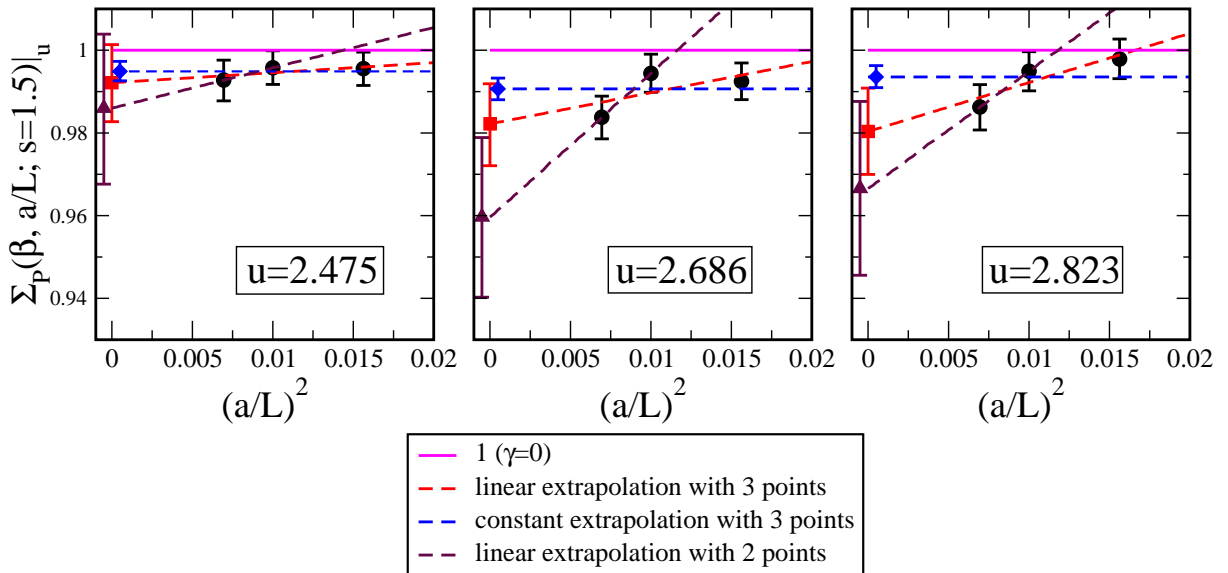 Σ_P(β, a/L; s=1.5)|_u
1
0.98
0.96
0.94
u=2.475
u=2.686
u=2.823
0 0.005 0.01 0.015 0.02
0 0.005 0.01 0.015 0.02
0 0.005 0.01 0.015 0.02
(a/L)^2
(a/L)^2
(a/L)^2
1 (γ=0)
linear extrapolation with 3 points
constant extrapolation with 3 points
linear extrapolation with 2 points